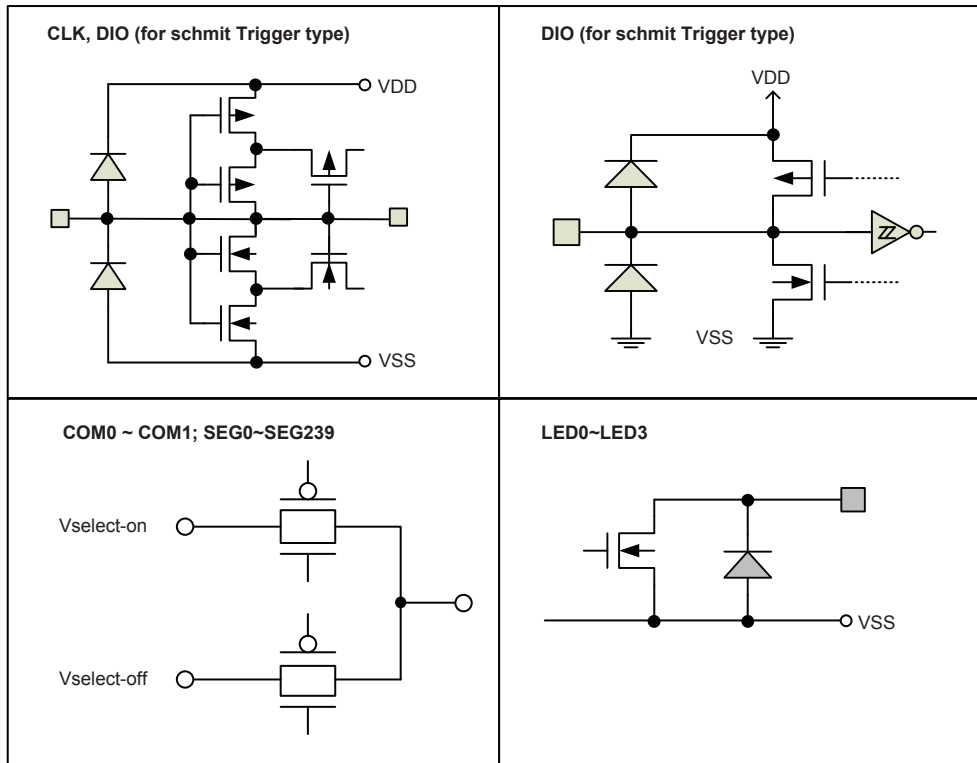 CLK, DIO (for schmit Trigger type)
VDD
VSS
DIO (for schmit Trigger type)
VDD
VSS
COM0 ~ COM1; SEG0~SEG239
Vselect-on
Vselect-off
LED0~LED3
VSS